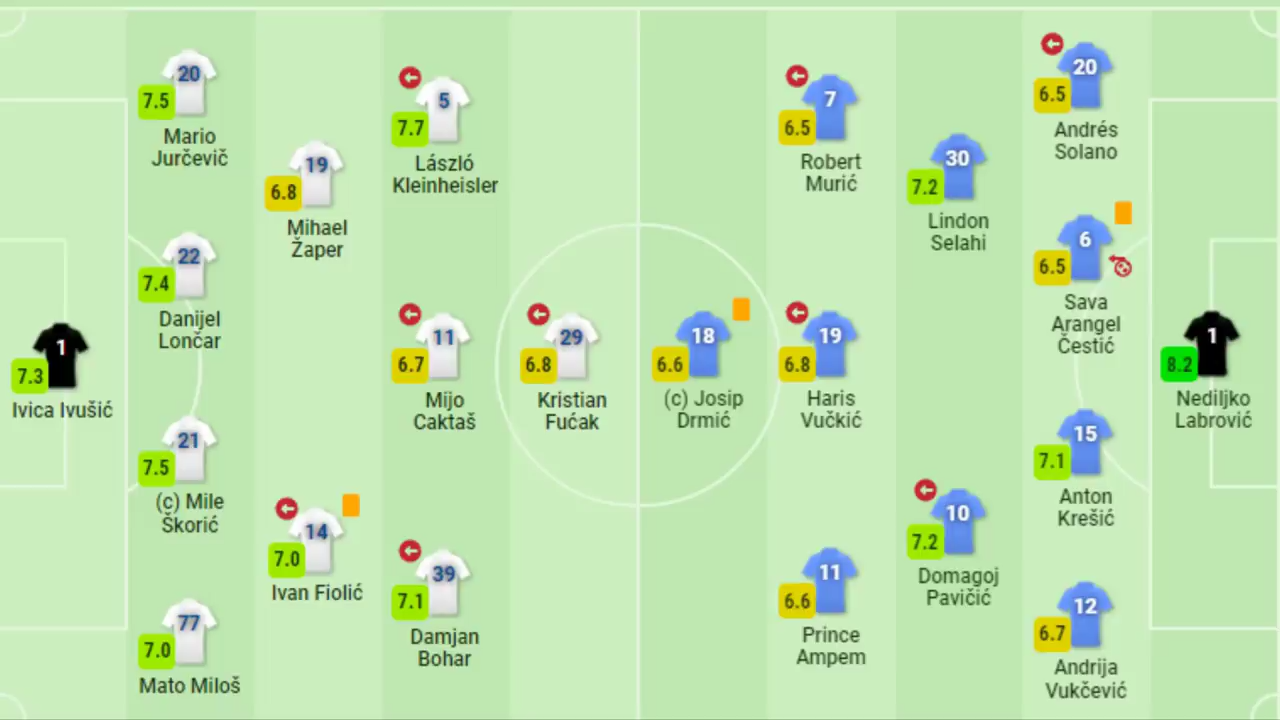 20
7.5
Mario
Jurčevič
22
7.4
Danijel
Lončar
1
7.3
Ivica Ivušić
21
7.5
(c) Mile
Škorić
77
7.0
Mato Miloš
19
6.8
Mihael
Žaper
14
7.0
Ivan Fiolić
5
7.7
László
Kleinheisler
11
6.7
Mijo
Caktaš
39
7.1
Damjan
Bohar
29
6.8
Kristian
Fućak
18
6.6
(c) Josip
Drmić
7
6.5
Robert
Murić
19
6.8
Haris
Vučkić
11
6.6
Prince
Ampem
30
7.2
Lindon
Selahi
10
7.2
Domagoj
Pavičić
20
6.5
Andrés
Solano
6
6.5
Sava
Arangel
Čestić
15
7.1
Anton
Krešić
12
6.7
Andrija
Vukčević
1
8.2
Nediljko
Labrović